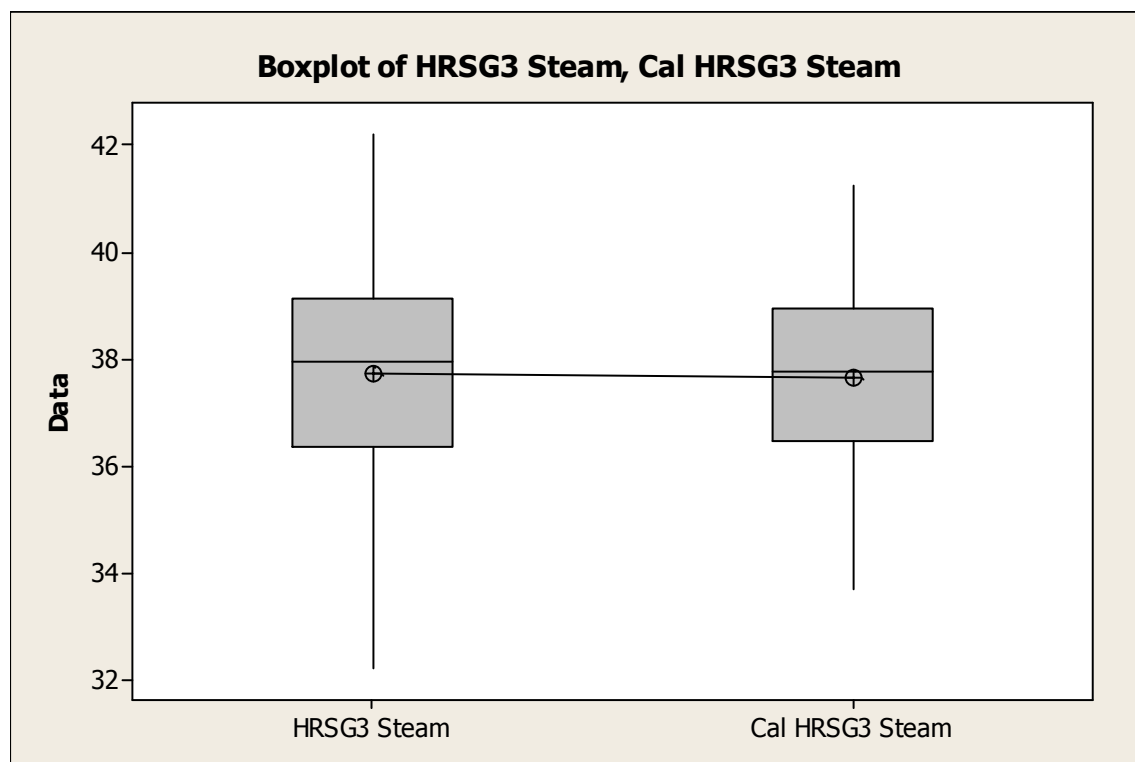 Boxplot of HRSG3 Steam, Cal HRSG3 Steam
42
40
38
36
34
32
Data
HRSG3 Steam
Cal HRSG3 Steam